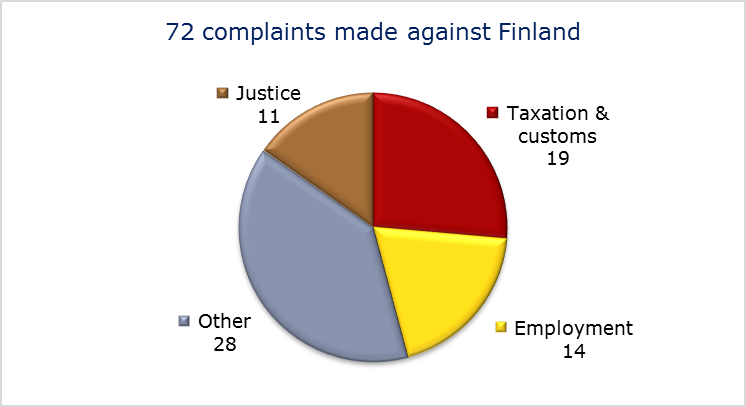 72 complaints made against Finland
Justice
11
Taxation &
customs
19
Other
28
Employment
14